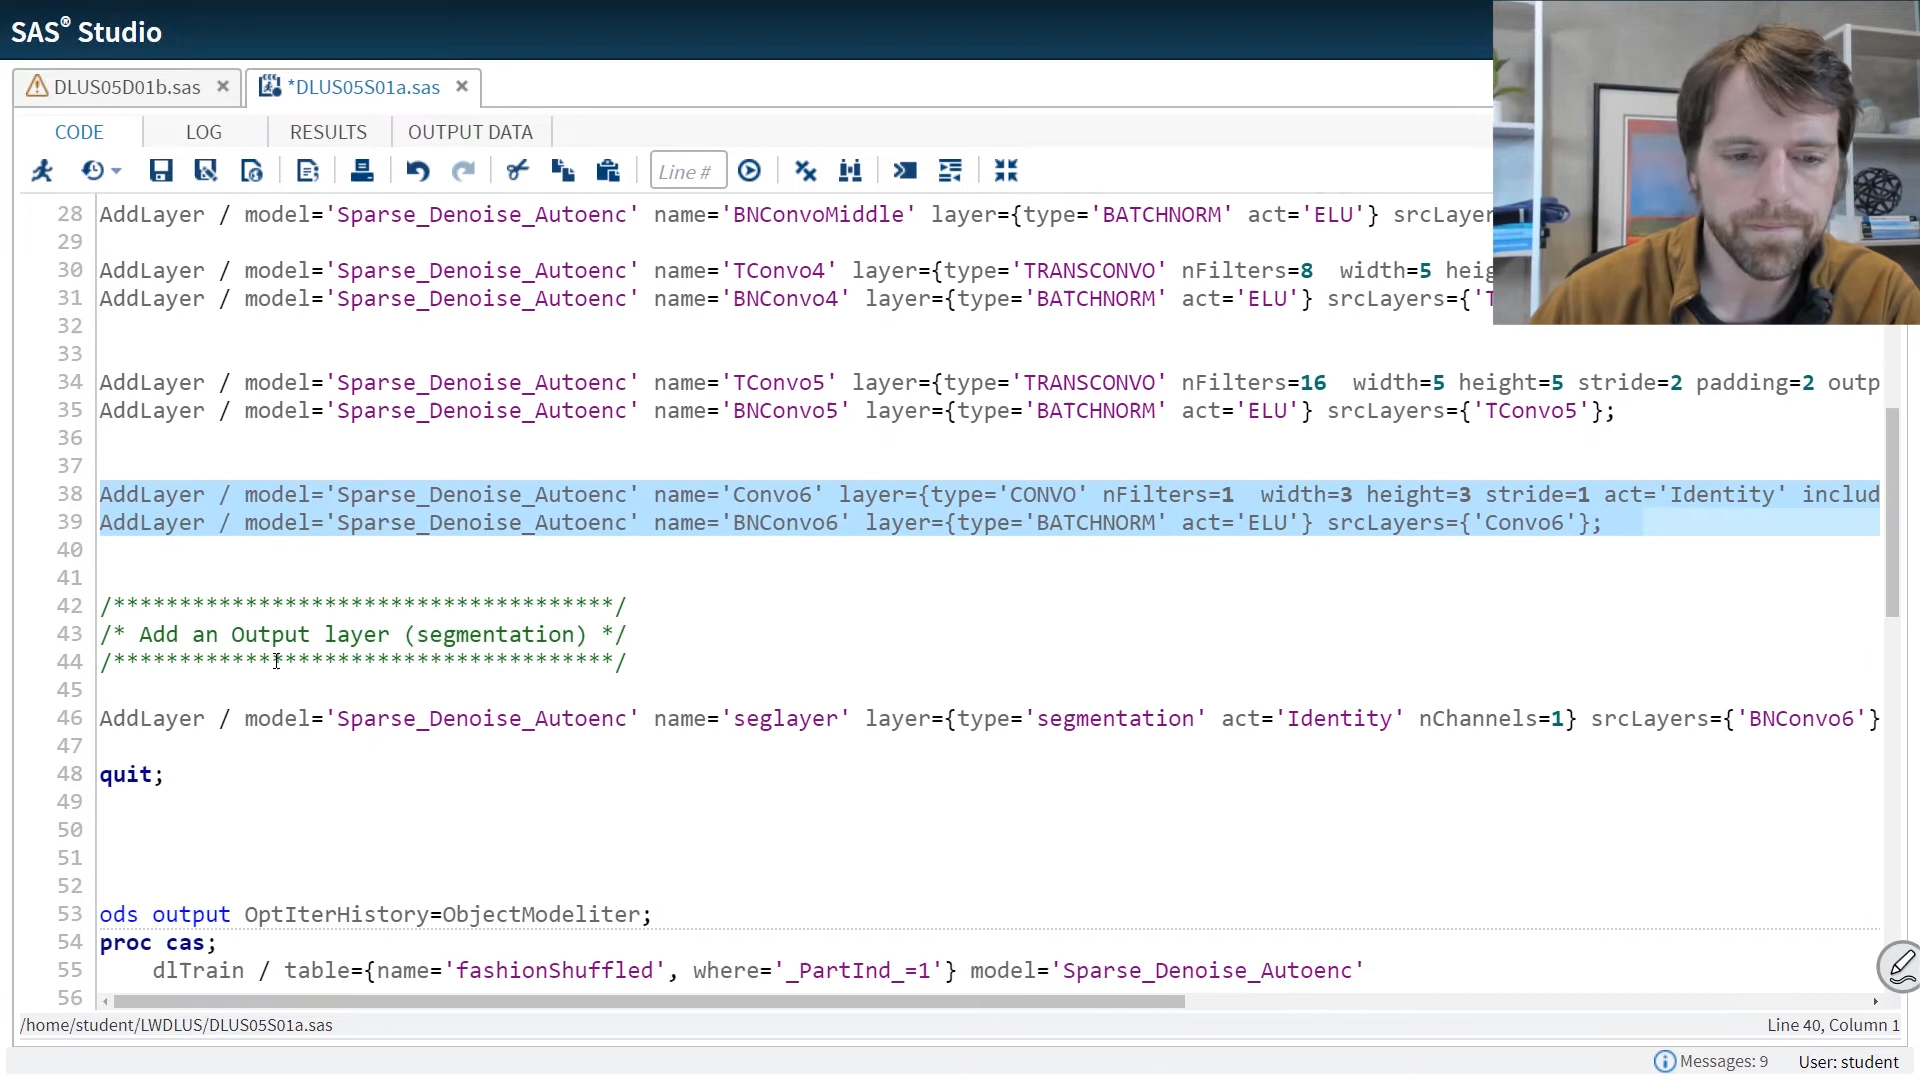 SAS® Studio
DLUS05D01b.sas
*DLUS05S01a.sas
CODE LOG RESULTS OUTPUT DATA
Line #
28 AddLayer / model='Sparse_Denoise_Autoenc' name='BNConvoMiddle' layer={type='BATCHNORM' act='ELU'} srcLayer
29
30 AddLayer / model='Sparse_Denoise_Autoenc' name='TConvo4' layer={type='TRANSCONVO' nFilters=8 width=5 heig
31 AddLayer / model='Sparse_Denoise_Autoenc' name='BNConvo4' layer={type='BATCHNORM' act='ELU'} srcLayers={'T
32
33
34 AddLayer / model='Sparse_Denoise_Autoenc' name='TConvo5' layer={type='TRANSCONVO' nFilters=16 width=5 height=5 stride=2 padding=2 outp
35 AddLayer / model='Sparse_Denoise_Autoenc' name='BNConvo5' layer={type='BATCHNORM' act='ELU'} srcLayers={'TConvo5'};
36
37
38 AddLayer / model='Sparse_Denoise_Autoenc' name='Convo6' layer={type='CONVO' nFilters=1 width=3 height=3 stride=1 act='Identity' includ
39 AddLayer / model='Sparse_Denoise_Autoenc' name='BNConvo6' layer={type='BATCHNORM' act='ELU'} srcLayers={'Convo6'};
40
41
42 /**************************************/
43 /* Add an Output layer (segmentation) */
44 /**************************************/
45
46 AddLayer / model='Sparse_Denoise_Autoenc' name='seglayer' layer={type='segmentation' act='Identity' nChannels=1} srcLayers={'BNConvo6'}
47
48 quit;
49
50
51
52
53 ods output OptIterHistory=ObjectModeliter;
54 proc cas;
55 dlTrain / table={name='fashionShuffled', where='_PartInd_=1'} model='Sparse_Denoise_Autoenc'
56
/home/student/LWDLUS/DLUS05S01a.sas
Line 40, Column 1
Messages: 9
User: student